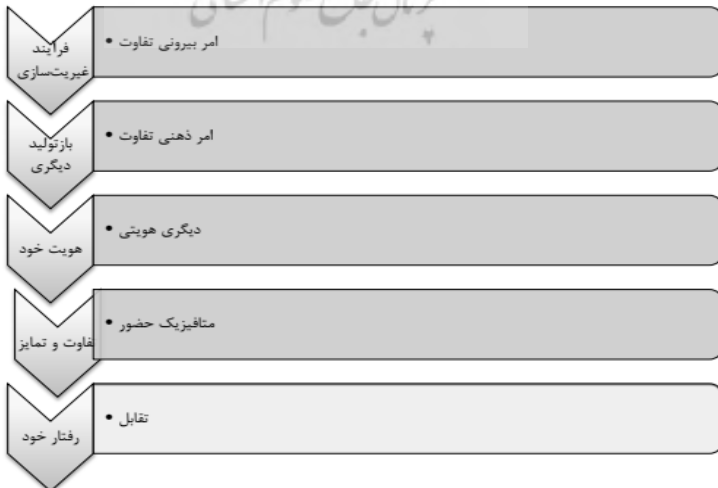 فرآیند
غیریت‌سازی
امر بیرونی تفاوت •
بازتولید
دیگری
امر ذهنی تفاوت •
هویت خود
دیگری هویتی •
تفاوت و تمایز
متافیزیک حضور •
رفتار خود
تقابل •